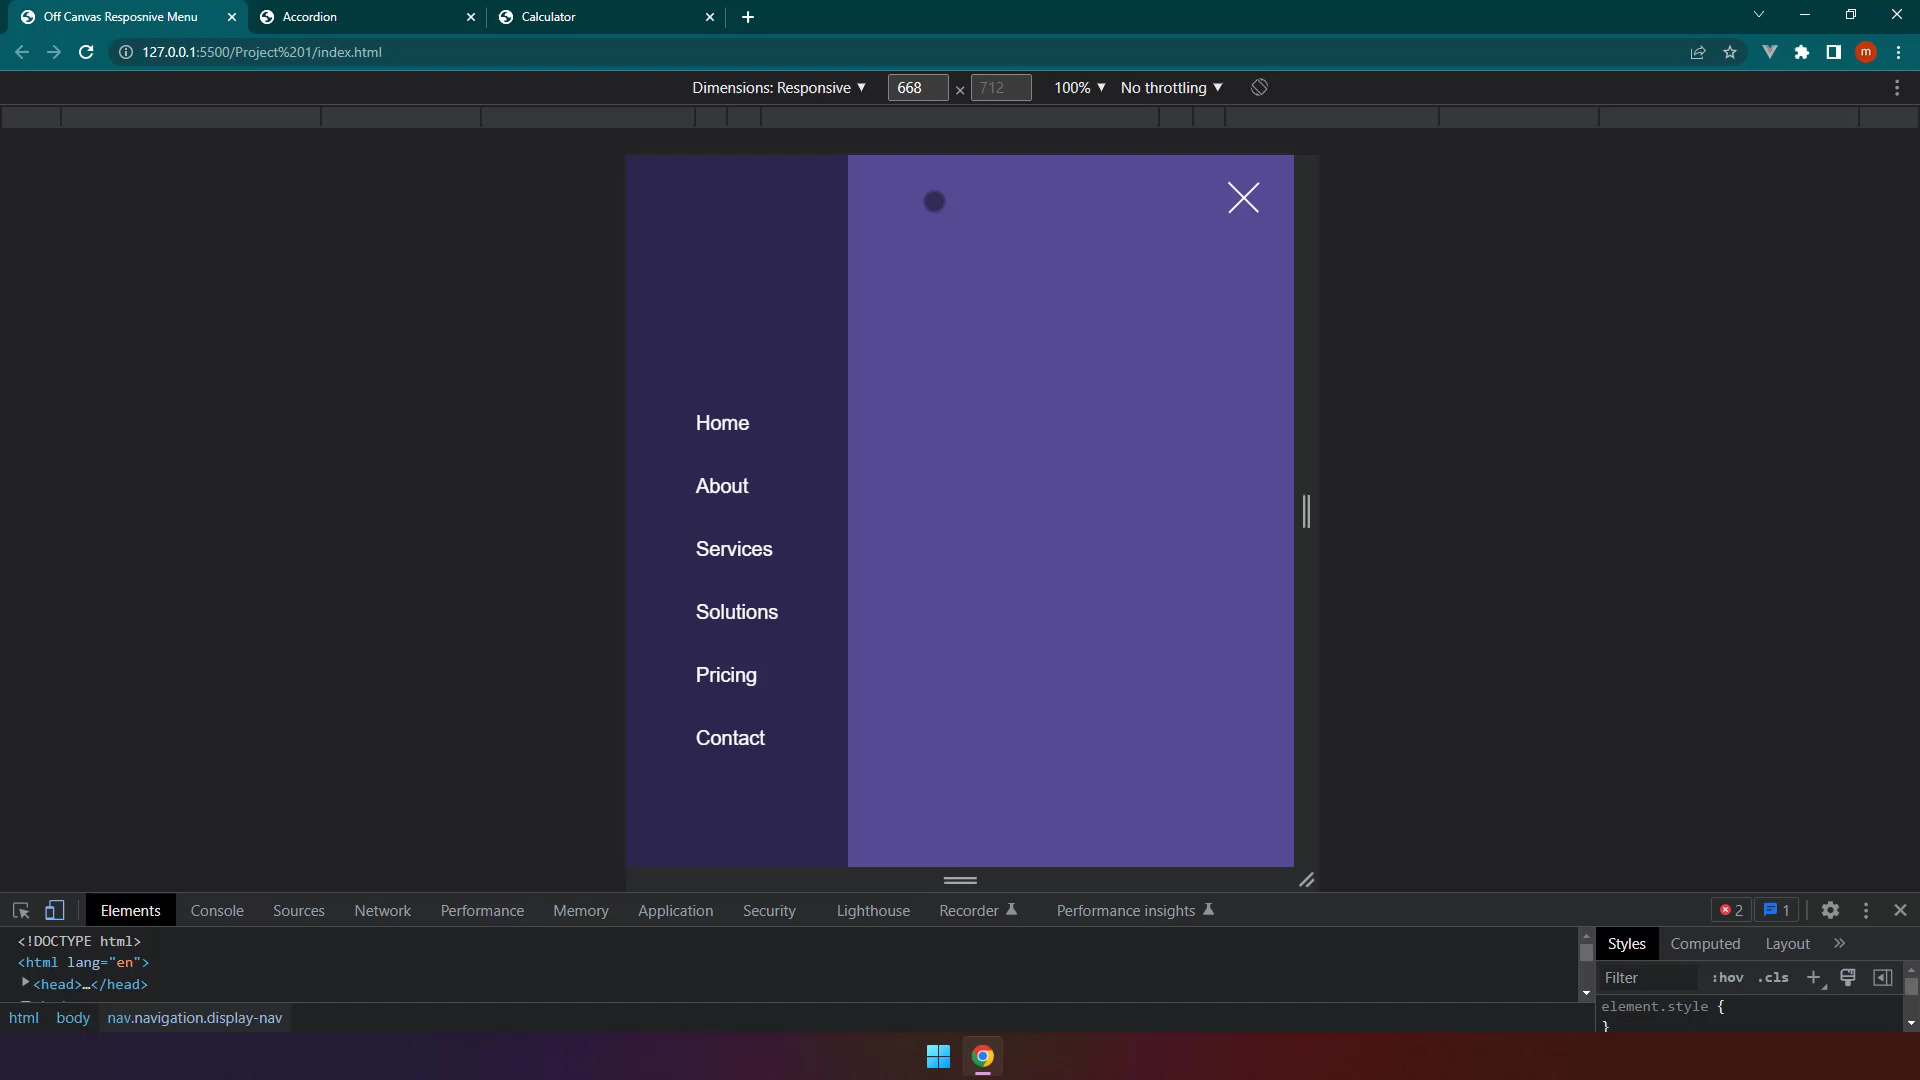 Off Canvas Resposnive Menu
Accordion
Calculator
127.0.0.1:5500/Project%201/index.html
m
Dimensions: Responsive ▼ 668 × 712 100% ▼ No throttling ▼
Home
About
Services
Solutions
Pricing
Contact
Elements Console Sources Network Performance Memory Application Security Lighthouse Recorder Performance insights 2 1
<!DOCTYPE html>
<html lang="en">
<head>…</head>
html body nav.navigation.display-nav
Styles Computed Layout »
Filter :hov .cls +
element.style {
}